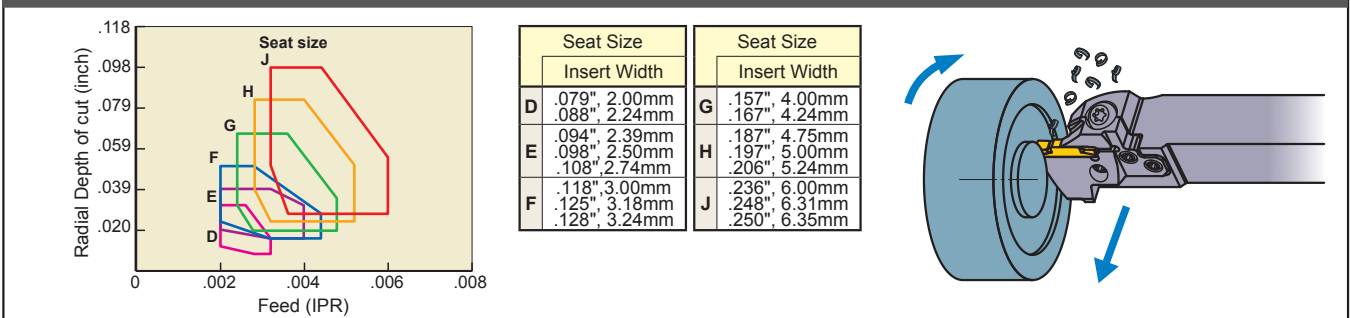 .118
.098
.079
.059
.039
.020
Radial Depth of cut (inch)
Seat size
J
H
G
F
E
D
0
.002
.004
.006
.008
Feed (IPR)
Seat Size
Insert Width
D
.079", 2.00mm
.088", 2.24mm
E
.094", 2.39mm
.098", 2.50mm
.108",2.74mm
F
.118",3.00mm
.125", 3.18mm
.128", 3.24mm
Seat Size
Insert Width
G
.157", 4.00mm
.167", 4.24mm
H
.187", 4.75mm
.197", 5.00mm
.206", 5.24mm
J
.236", 6.00mm
.248", 6.31mm
.250", 6.35mm